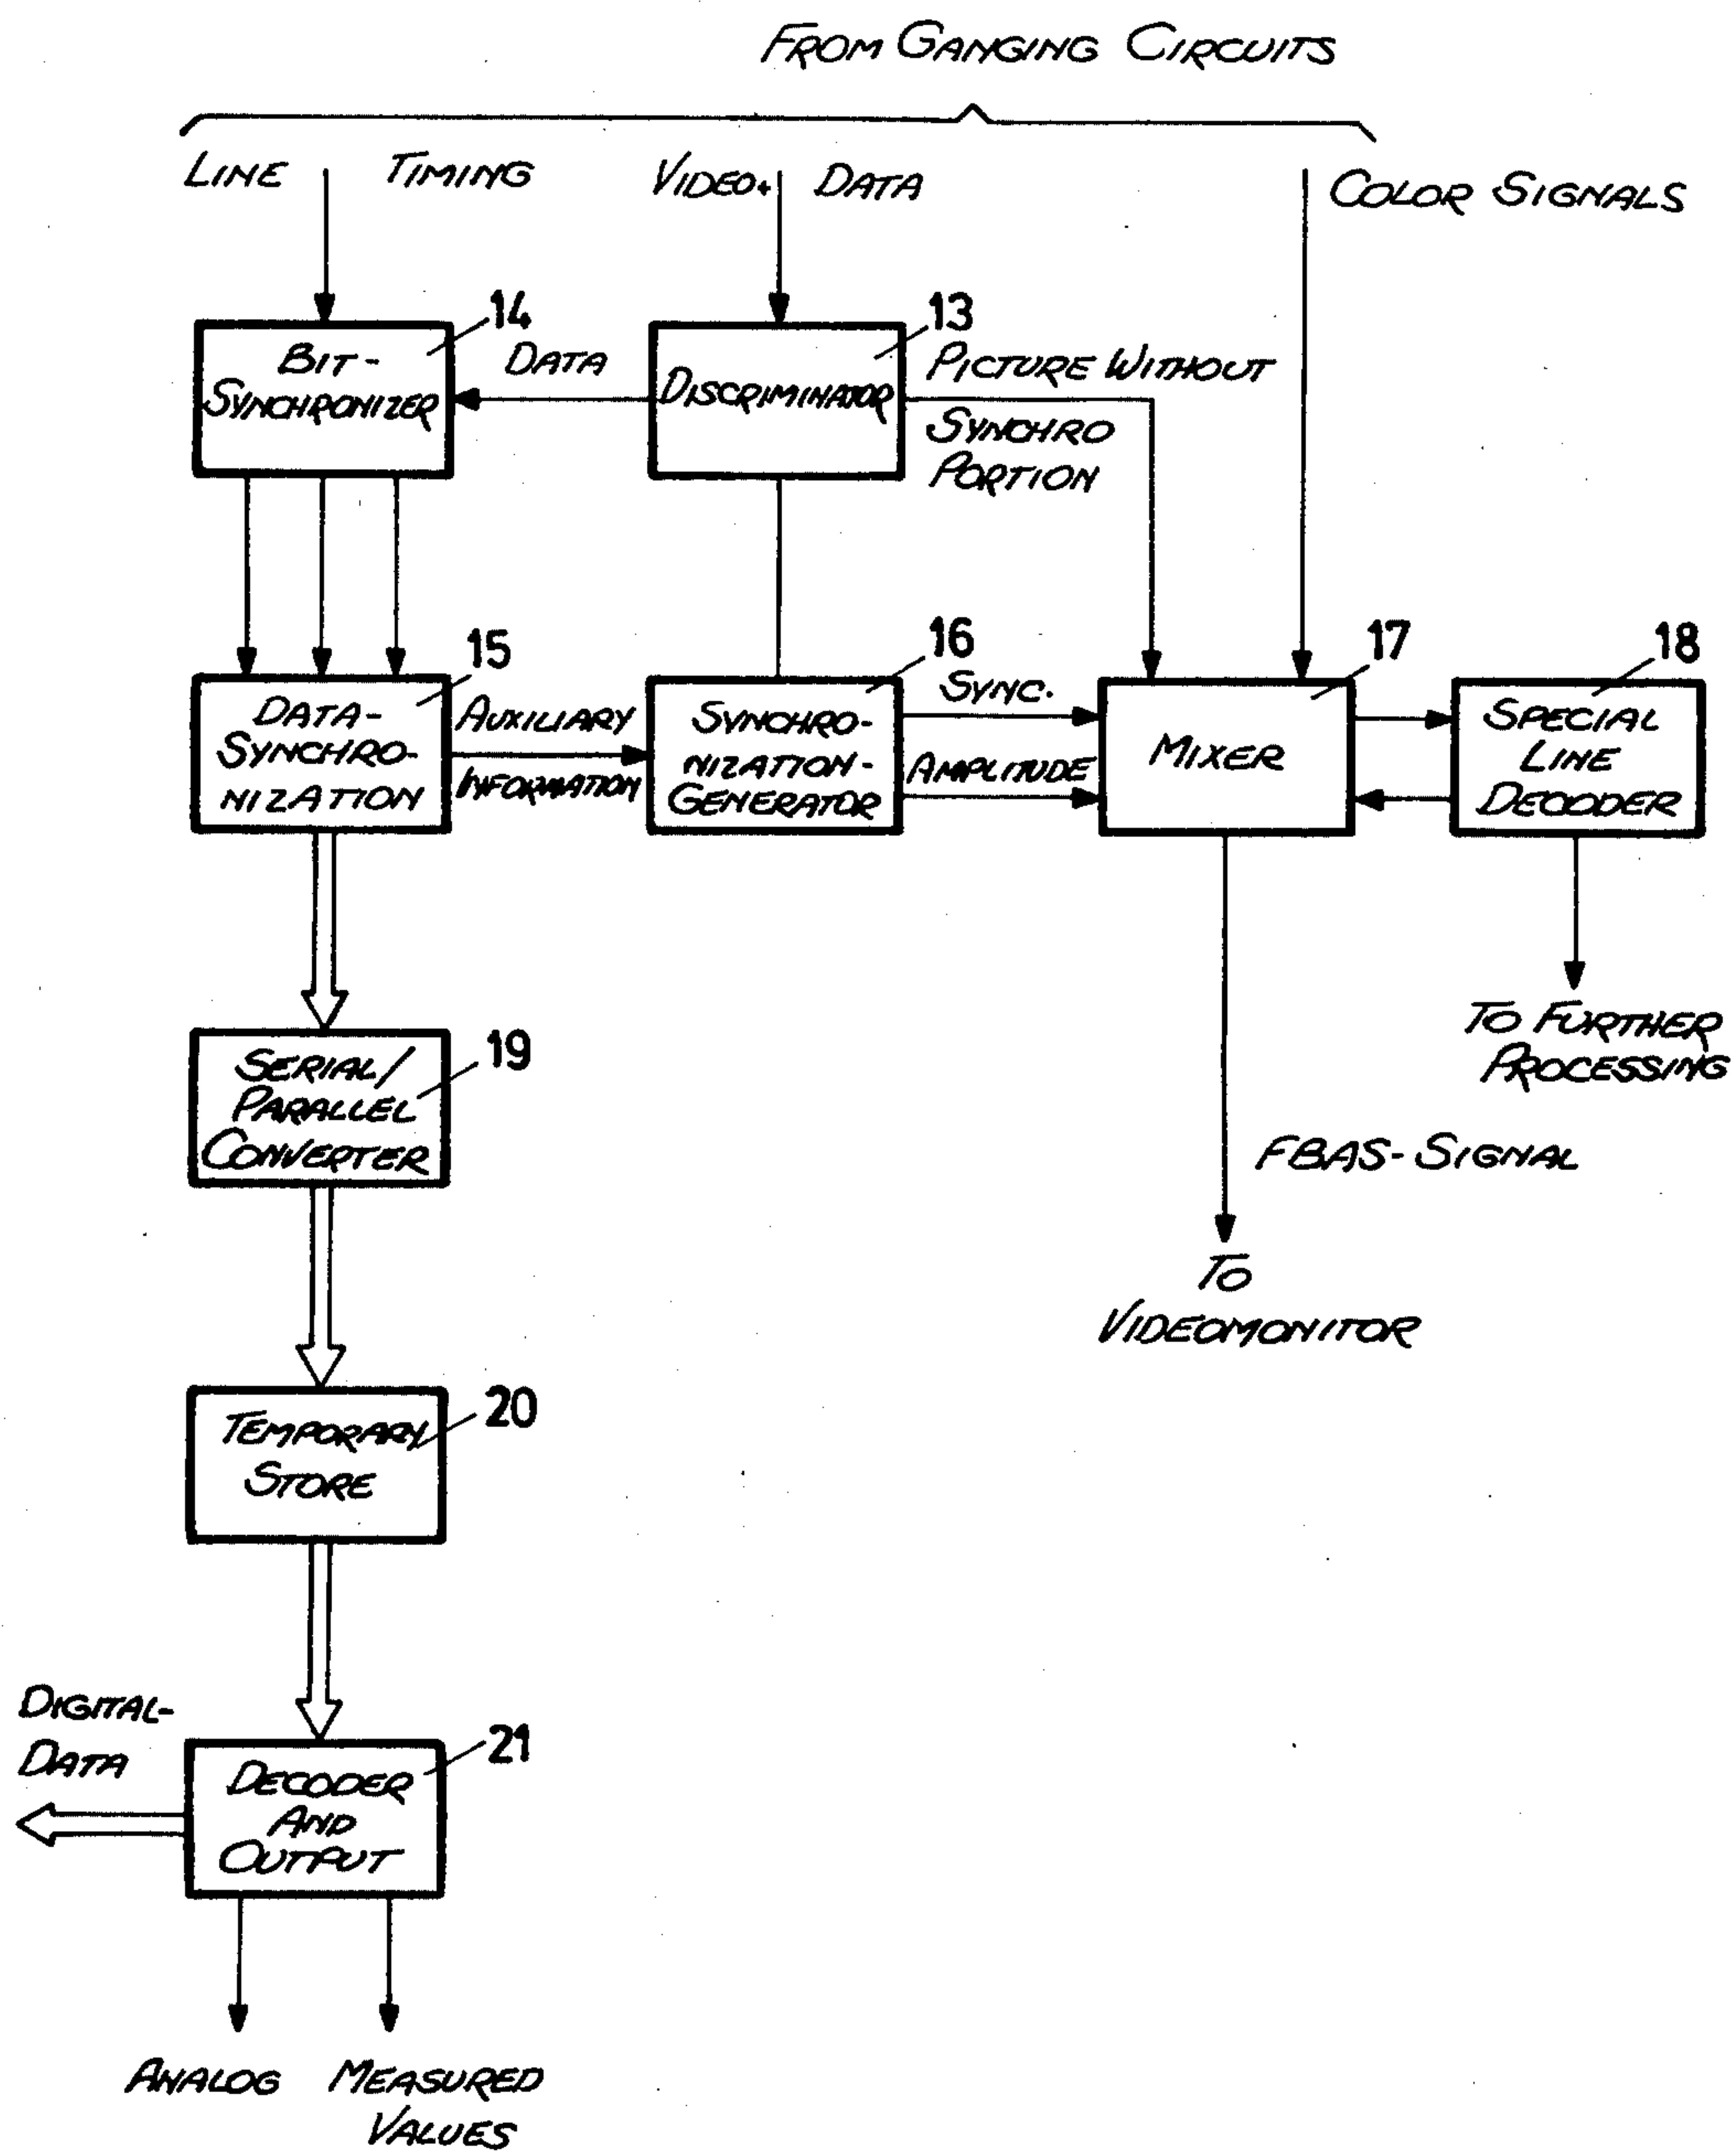 FROM GANGING CIRCUITS
LINE TIMING
VIDEO+ DATA
COLOR SIGNALS
14
BIT-
SYNCHRONIZER
DATA
13
DISCRIMINATOR
PICTURE WITHOUT
SYNCHRO
PORTION
15
DATA-
SYNCHRO-
NIZATION
AUXILIARY
INFORMATION
16
SYNCHRO-
NIZATION-
GENERATOR
SYNC.
AMPLITUDE
17
MIXER
18
SPECIAL
LINE
DECODER
TO FURTHER
PROCESSING
19
SERIAL/
PARALLEL
CONVERTER
FBAS-SIGNAL
TO
VIDEOMONITOR
20
TEMPORARY
STORE
DIGITAL-
DATA
21
DECODER
AND
OUTPUT
ANALOG MEASURED
VALUES